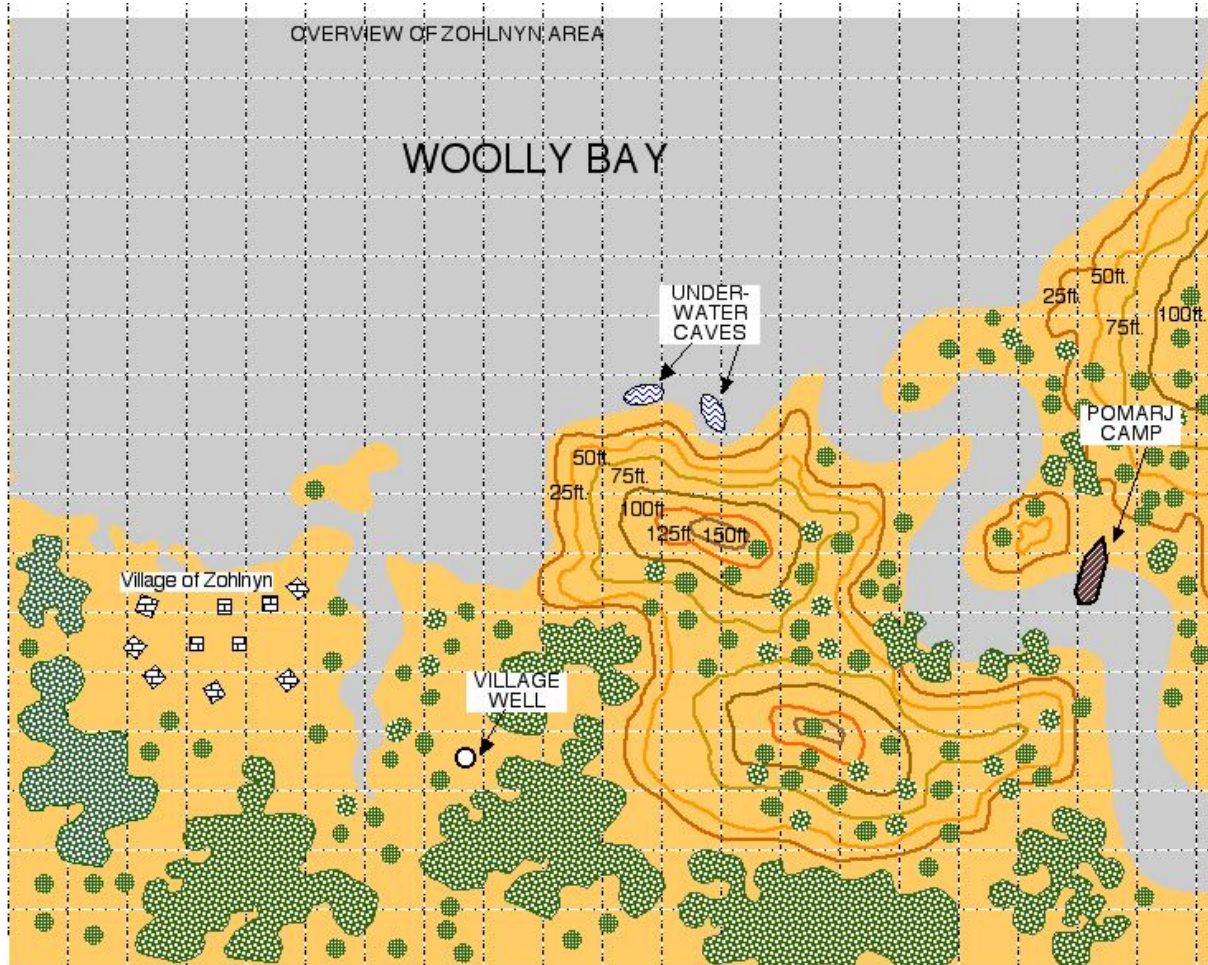 OVERVIEW OF ZOHLNYN AREA
WOOLLY BAY
UNDER-
WATER
CAVES
50ft.
25ft.
75ft.
100ft.
POMARJ
CAMP
50ft.
75ft.
25ft.
100ft.
125ft.
150ft.
Village of Zohlnyn
VILLAGE
WELL